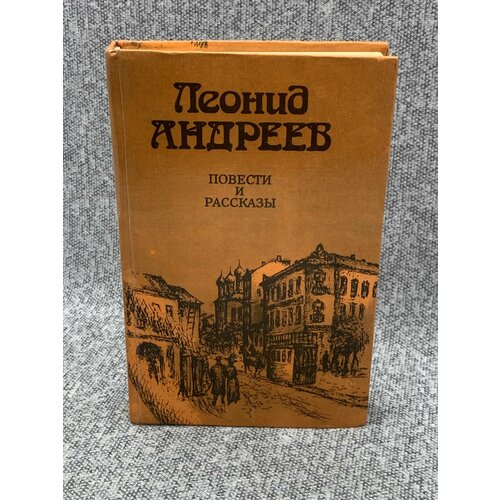 Леонид
АНДРЕЕВ
ПОВЕСТИ
И
РАССКАЗЫ